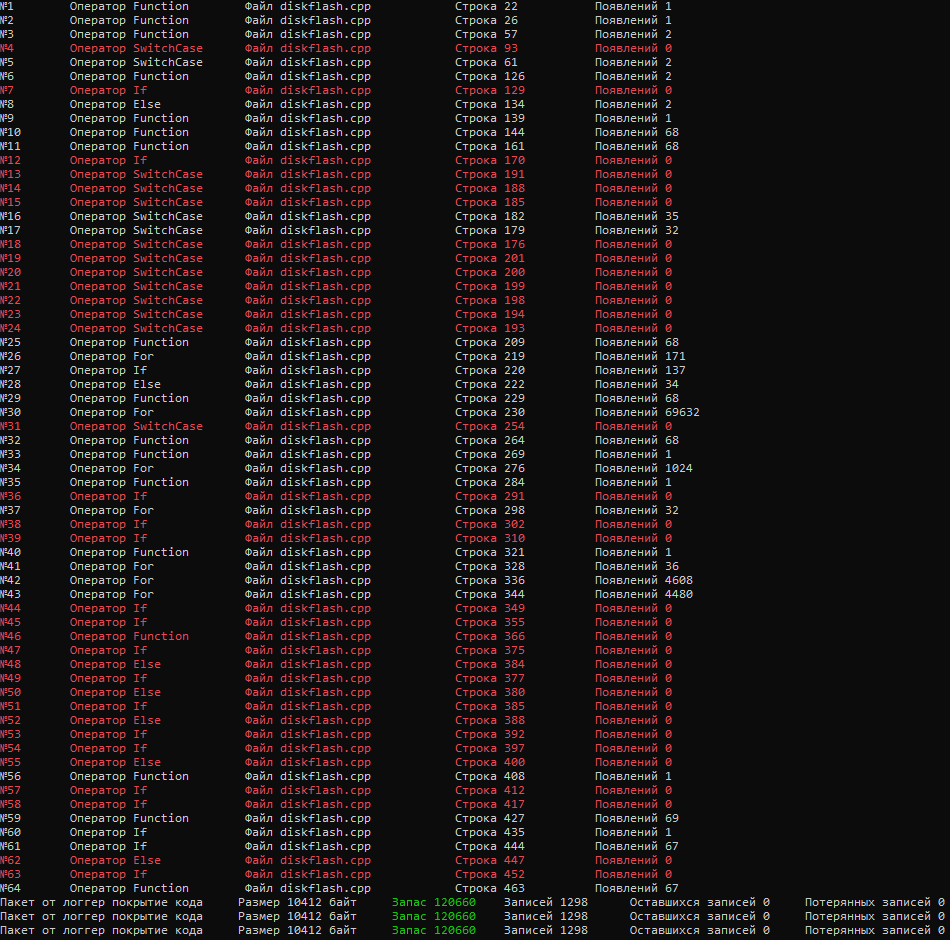 №1 Оператор Function Файл diskflash.cpp Строка 22 Появлений 1
№2 Оператор Function Файл diskflash.cpp Строка 26 Появлений 1
№3 Оператор Function Файл diskflash.cpp Строка 57 Появлений 2
№4 Оператор SwitchCase Файл diskflash.cpp Строка 93 Появлений 0
№5 Оператор SwitchCase Файл diskflash.cpp Строка 61 Появлений 2
№6 Оператор Function Файл diskflash.cpp Строка 126 Появлений 2
№7 Оператор If Файл diskflash.cpp Строка 129 Появлений 0
№8 Оператор Else Файл diskflash.cpp Строка 134 Появлений 2
№9 Оператор Function Файл diskflash.cpp Строка 139 Появлений 1
№10 Оператор Function Файл diskflash.cpp Строка 144 Появлений 68
№11 Оператор Function Файл diskflash.cpp Строка 161 Появлений 68
№12 Оператор If Файл diskflash.cpp Строка 170 Появлений 0
№13 Оператор SwitchCase Файл diskflash.cpp Строка 191 Появлений 0
№14 Оператор SwitchCase Файл diskflash.cpp Строка 188 Появлений 0
№15 Оператор SwitchCase Файл diskflash.cpp Строка 185 Появлений 0
№16 Оператор SwitchCase Файл diskflash.cpp Строка 182 Появлений 35
№17 Оператор SwitchCase Файл diskflash.cpp Строка 179 Появлений 32
№18 Оператор SwitchCase Файл diskflash.cpp Строка 176 Появлений 0
№19 Оператор SwitchCase Файл diskflash.cpp Строка 201 Появлений 0
№20 Оператор SwitchCase Файл diskflash.cpp Строка 200 Появлений 0
№21 Оператор SwitchCase Файл diskflash.cpp Строка 199 Появлений 0
№22 Оператор SwitchCase Файл diskflash.cpp Строка 198 Появлений 0
№23 Оператор SwitchCase Файл diskflash.cpp Строка 194 Появлений 0
№24 Оператор SwitchCase Файл diskflash.cpp Строка 193 Появлений 0
№25 Оператор Function Файл diskflash.cpp Строка 209 Появлений 68
№26 Оператор For Файл diskflash.cpp Строка 219 Появлений 171
№27 Оператор If Файл diskflash.cpp Строка 220 Появлений 137
№28 Оператор Else Файл diskflash.cpp Строка 222 Появлений 34
№29 Оператор Function Файл diskflash.cpp Строка 229 Появлений 68
№30 Оператор For Файл diskflash.cpp Строка 230 Появлений 69632
№31 Оператор SwitchCase Файл diskflash.cpp Строка 254 Появлений 0
№32 Оператор Function Файл diskflash.cpp Строка 264 Появлений 68
№33 Оператор Function Файл diskflash.cpp Строка 269 Появлений 1
№34 Оператор For Файл diskflash.cpp Строка 276 Появлений 1024
№35 Оператор Function Файл diskflash.cpp Строка 284 Появлений 1
№36 Оператор If Файл diskflash.cpp Строка 291 Появлений 0
№37 Оператор For Файл diskflash.cpp Строка 298 Появлений 32
№38 Оператор If Файл diskflash.cpp Строка 302 Появлений 0
№39 Оператор If Файл diskflash.cpp Строка 310 Появлений 0
№40 Оператор Function Файл diskflash.cpp Строка 321 Появлений 1
№41 Оператор For Файл diskflash.cpp Строка 328 Появлений 36
№42 Оператор For Файл diskflash.cpp Строка 336 Появлений 4608
№43 Оператор For Файл diskflash.cpp Строка 344 Появлений 4480
№44 Оператор If Файл diskflash.cpp Строка 349 Появлений 0
№45 Оператор If Файл diskflash.cpp Строка 355 Появлений 0
№46 Оператор Function Файл diskflash.cpp Строка 366 Появлений 0
№47 Оператор If Файл diskflash.cpp Строка 375 Появлений 0
№48 Оператор Else Файл diskflash.cpp Строка 384 Появлений 0
№49 Оператор If Файл diskflash.cpp Строка 377 Появлений 0
№50 Оператор Else Файл diskflash.cpp Строка 380 Появлений 0
№51 Оператор If Файл diskflash.cpp Строка 385 Появлений 0
№52 Оператор Else Файл diskflash.cpp Строка 388 Появлений 0
№53 Оператор If Файл diskflash.cpp Строка 392 Появлений 0
№54 Оператор If Файл diskflash.cpp Строка 397 Появлений 0
№55 Оператор Else Файл diskflash.cpp Строка 400 Появлений 0
№56 Оператор Function Файл diskflash.cpp Строка 408 Появлений 1
№57 Оператор If Файл diskflash.cpp Строка 412 Появлений 0
№58 Оператор If Файл diskflash.cpp Строка 417 Появлений 0
№59 Оператор Function Файл diskflash.cpp Строка 427 Появлений 69
№60 Оператор If Файл diskflash.cpp Строка 435 Появлений 1
№61 Оператор If Файл diskflash.cpp Строка 444 Появлений 67
№62 Оператор Else Файл diskflash.cpp Строка 447 Появлений 0
№63 Оператор If Файл diskflash.cpp Строка 452 Появлений 0
№64 Оператор Function Файл diskflash.cpp Строка 463 Появлений 67
Пакет от логгер покрытие кода Размер 10412 байт Запас 120660 Записей 1298 Оставшихся записей 0 Потерянных записей 0
Пакет от логгер покрытие кода Размер 10412 байт Запас 120660 Записей 1298 Оставшихся записей 0 Потерянных записей 0
Пакет от логгер покрытие кода Размер 10412 байт Запас 120660 Записей 1298 Оставшихся записей 0 Потерянных записей 0